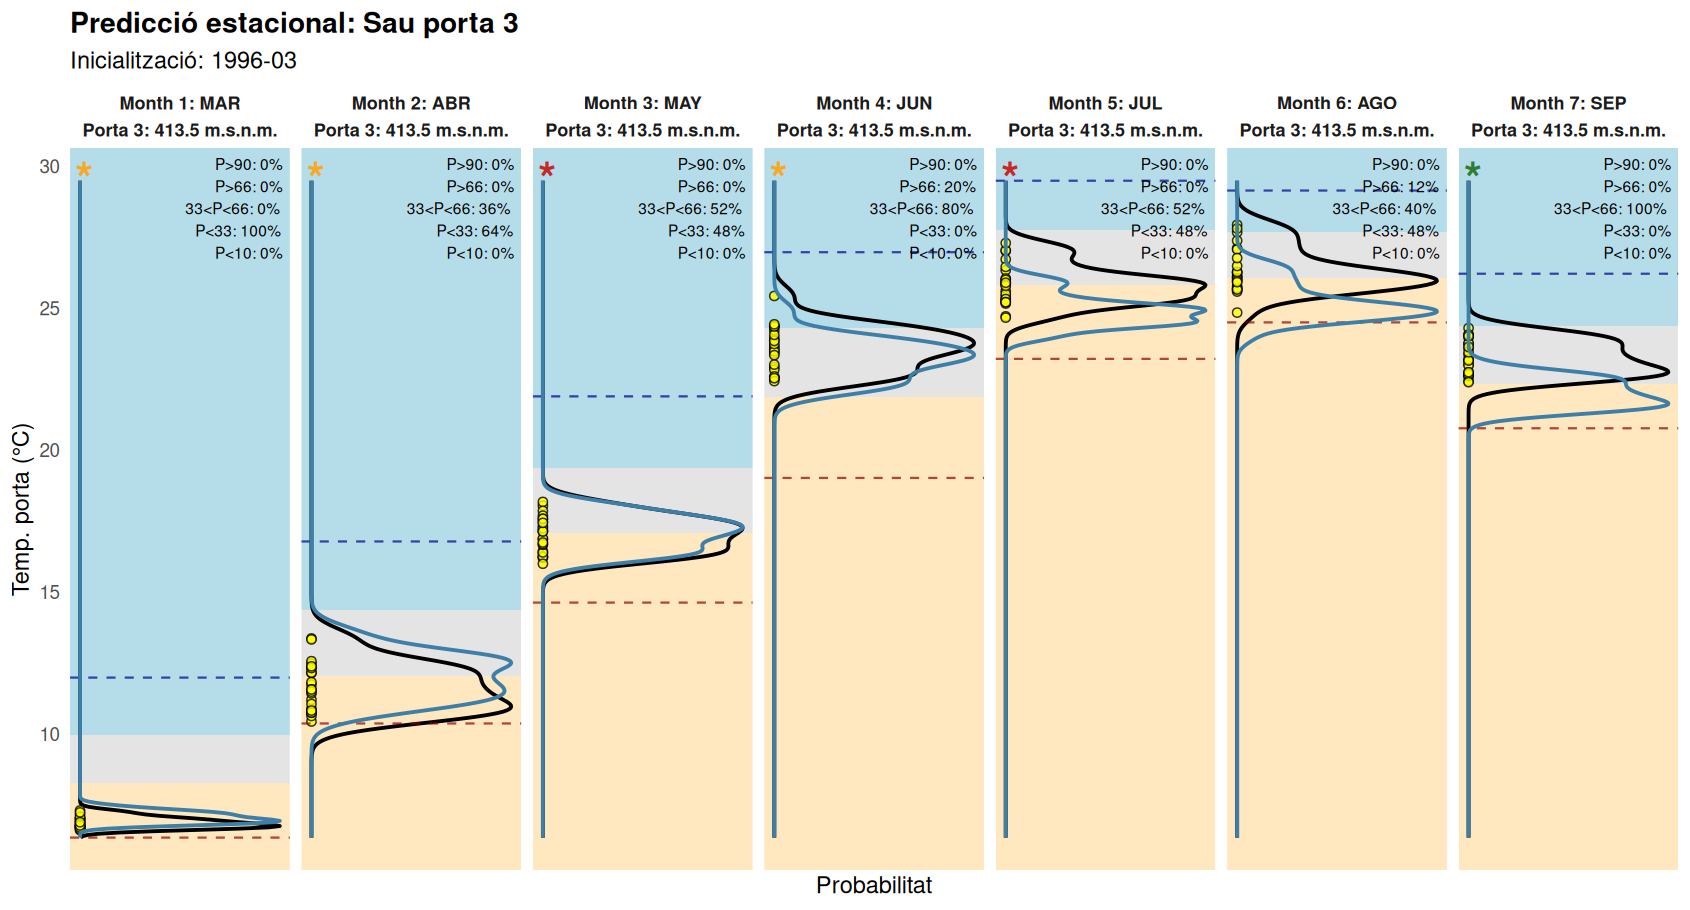 Predicció estacional: Sau porta 3
Inicialització: 1996-03
Month 1: MAR
Porta 3: 413.5 m.s.n.m.
Month 2: ABR
Porta 3: 413.5 m.s.n.m.
Month 3: MAY
Porta 3: 413.5 m.s.n.m.
Month 4: JUN
Porta 3: 413.5 m.s.n.m.
Month 5: JUL
Porta 3: 413.5 m.s.n.m.
Month 6: AGO
Porta 3: 413.5 m.s.n.m.
Month 7: SEP
Porta 3: 413.5 m.s.n.m.
Temp. porta (°C)
30
25
20
15
10
*
P>90: 0%
P>66: 0%
33<P<66: 0%
P<33: 100%
P<10: 0%
*
P>90: 0%
P>66: 0%
33<P<66: 36%
P<33: 64%
P<10: 0%
*
P>90: 0%
P>66: 0%
33<P<66: 52%
P<33: 48%
P<10: 0%
*
P>90: 0%
P>66: 20%
33<P<66: 80%
P<33: 0%
P<10: 0%
*
P>90: 0%
P>66: 0%
33<P<66: 52%
P<33: 48%
P<10: 0%
P>90: 0%
P>66: 12%
33<P<66: 40%
P<33: 48%
P<10: 0%
*
P>90: 0%
P>66: 0%
33<P<66: 100%
P<33: 0%
P<10: 0%
Probabilitat